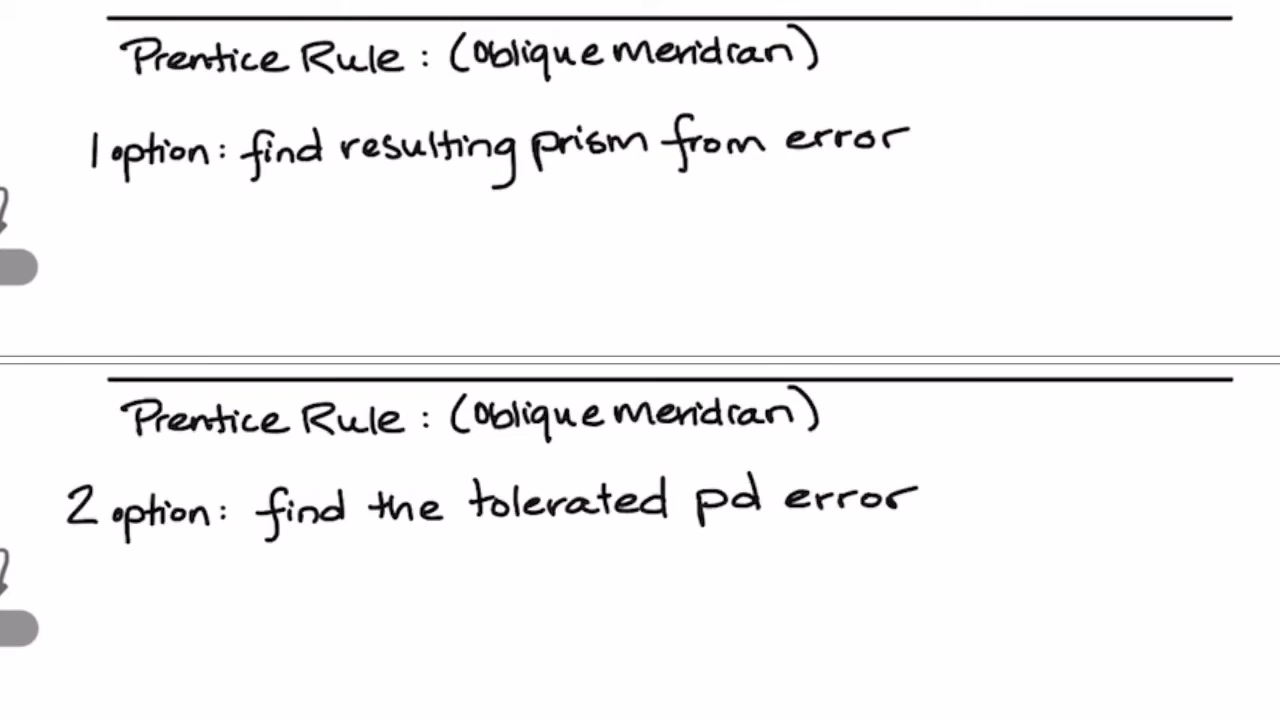 Prentice Rule: (Oblique meridian)
1 option: find resulting prism from error
Prentice Rule: (Oblique meridian)
2 option: find the tolerated pd error